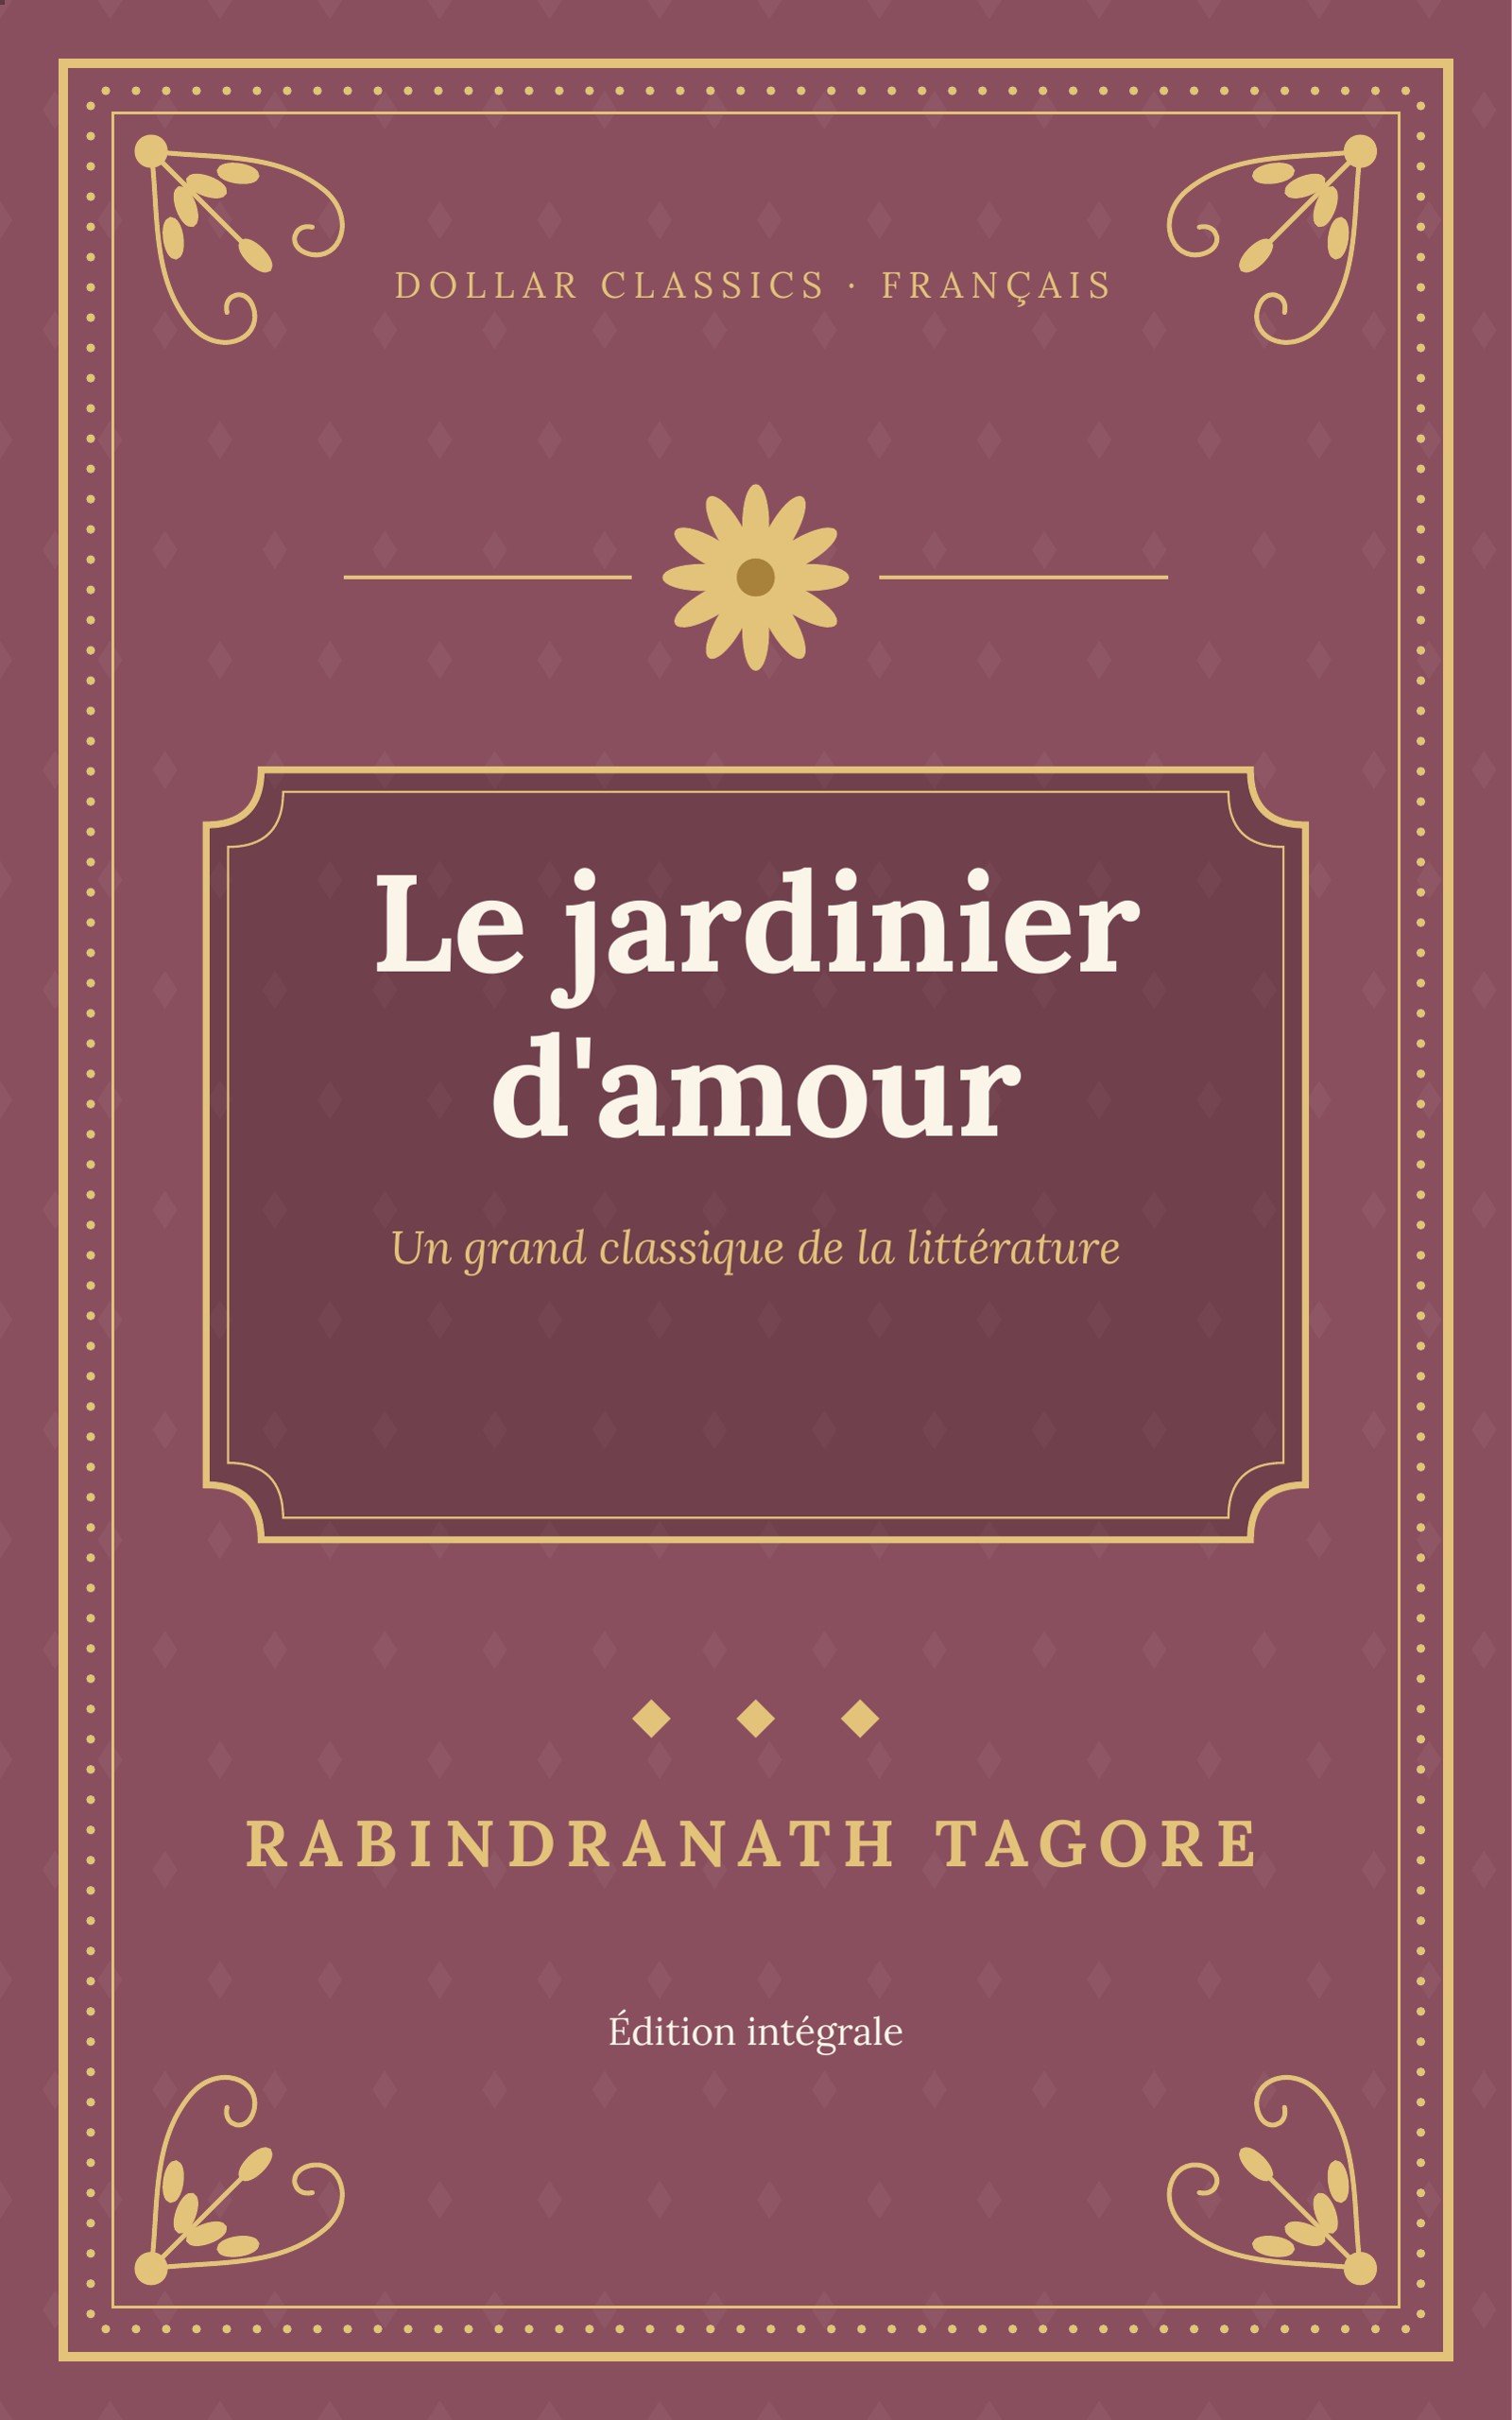 DOLLAR CLASSICS · FRANÇAIS
Le jardinier
d'amour
Un grand classique de la littérature
RABINDRANATH TAGORE
Édition intégrale